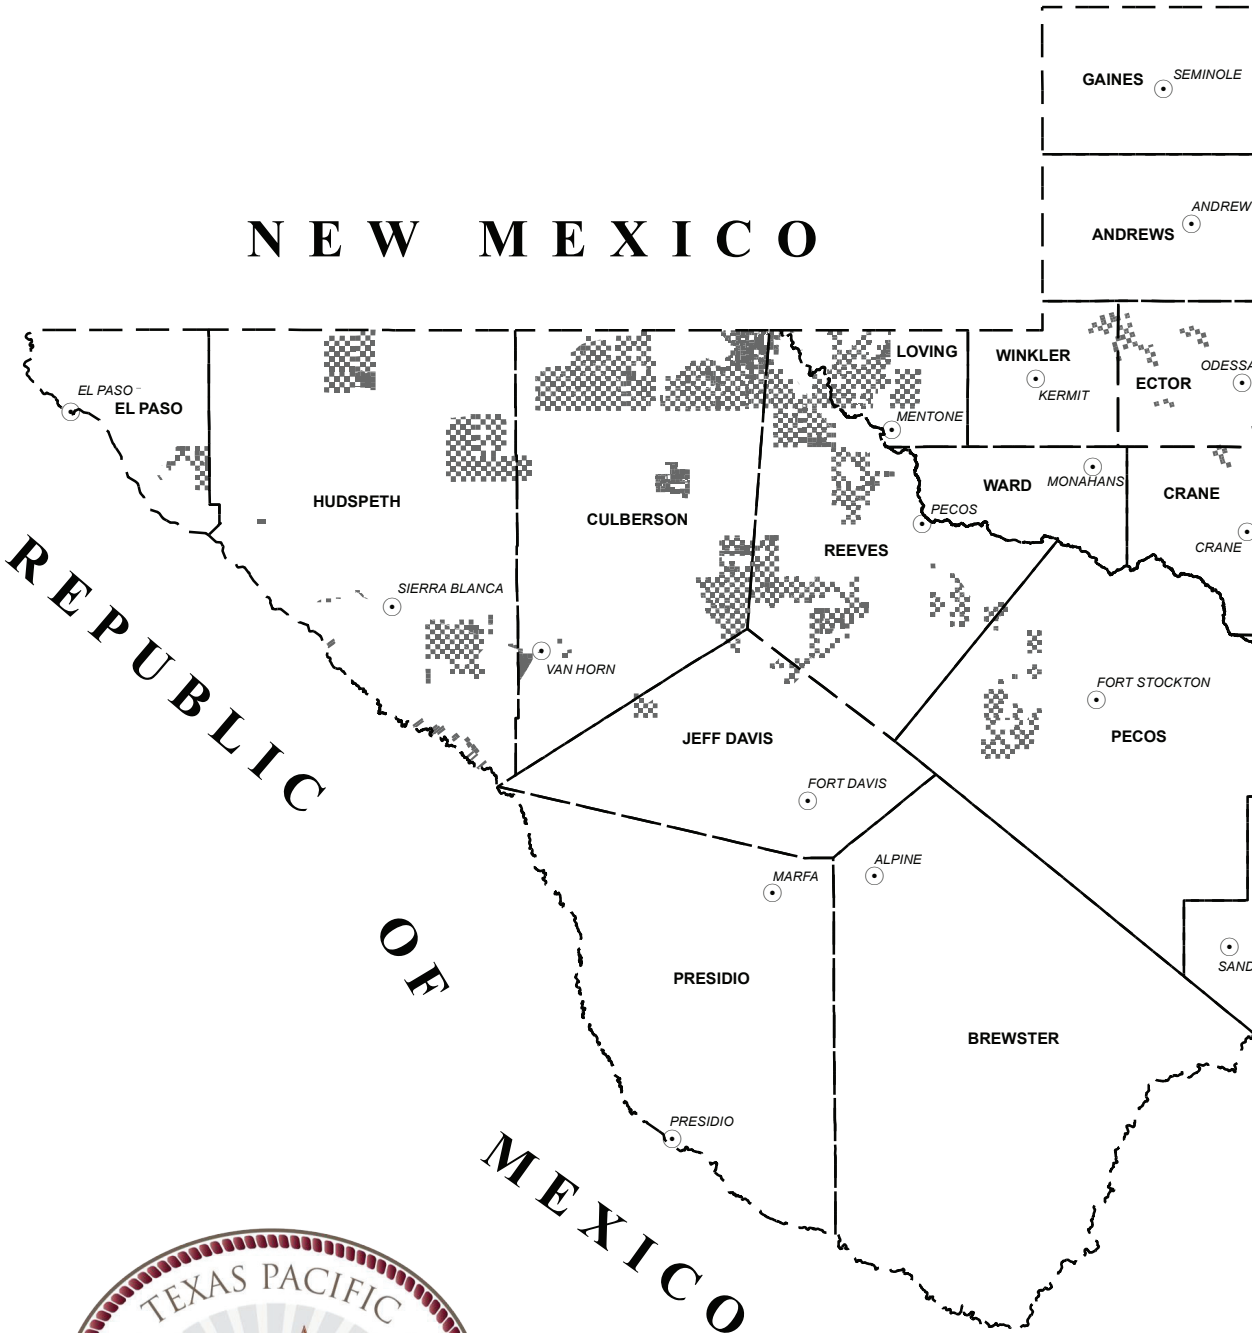 GAINES
SEMINOLE
ANDREW
ANDREWS
NEW MEXICO
LOVING
WINKLER
ODESSA
ECTOR
KERMIT
EL PASO
EL PASO
MENTONE
MONAHANS
WARD
CRANE
HUDSPETH
CULBERSON
PECOS
REEVES
CRANE
SIERRA BLANCA
VAN HORN
FORT STOCKTON
PECOS
JEFF DAVIS
FORT DAVIS
REPUBLIC
ALPINE
MARFA
OF
SAND
PRESIDIO
BREWSTER
PRESIDIO
MEXICO
TEXAS PACIFIC